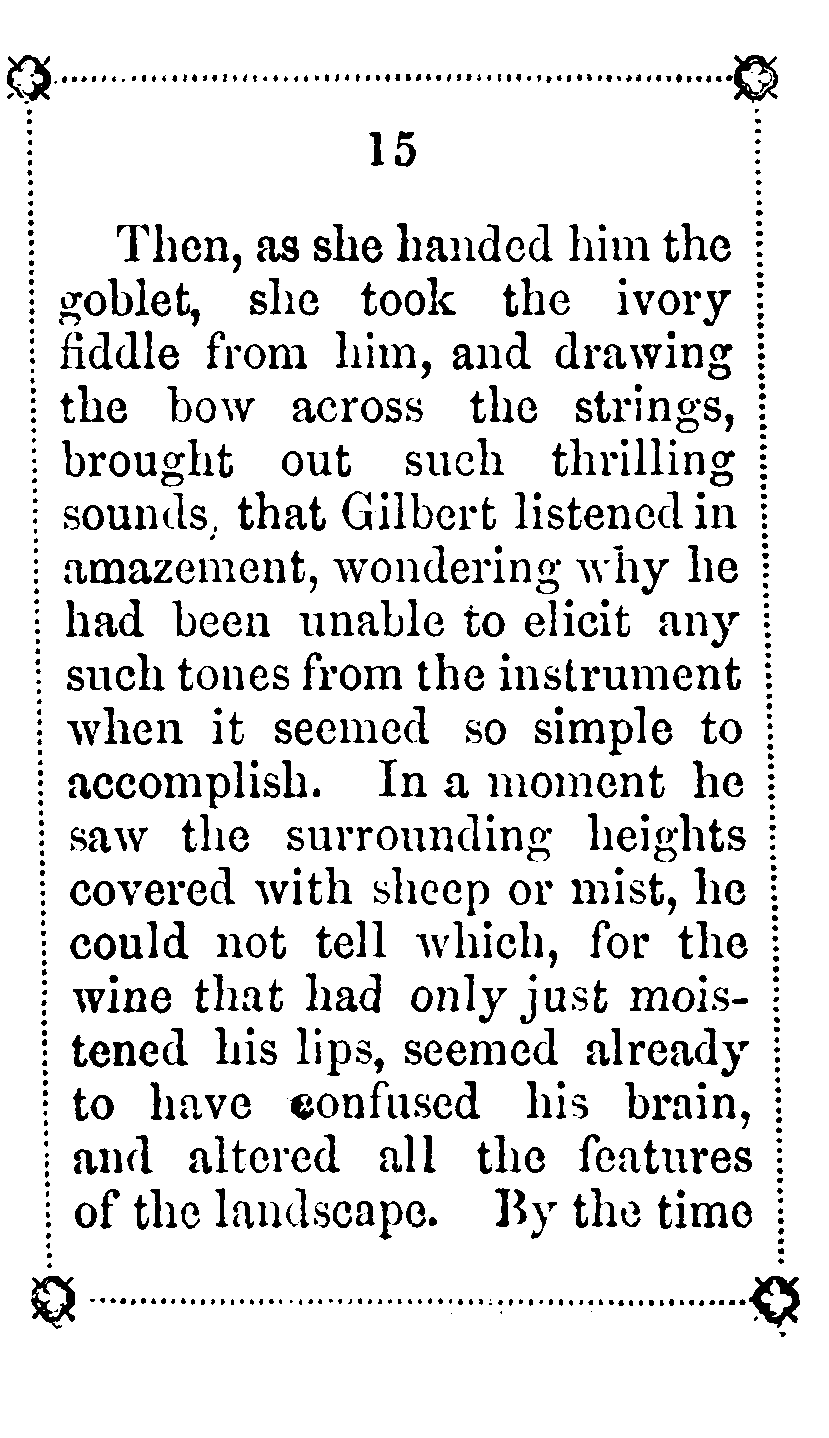 15
Then, as she handed him the
goblet, she took the ivory
fiddle from him, and drawing
the bow across the strings,
brought out such thrilling
sounds, that Gilbert listened in
amazement, wondering why he
had been unable to elicit any
such tones from the instrument
when it seemed so simple to
accomplish. In a moment he
saw the surrounding heights
covered with sheep or mist, he
could not tell which, for the
wine that had only just mois-
tened his lips, seemed already
to have confused his brain,
and altered all the features
of the landscape. By the time